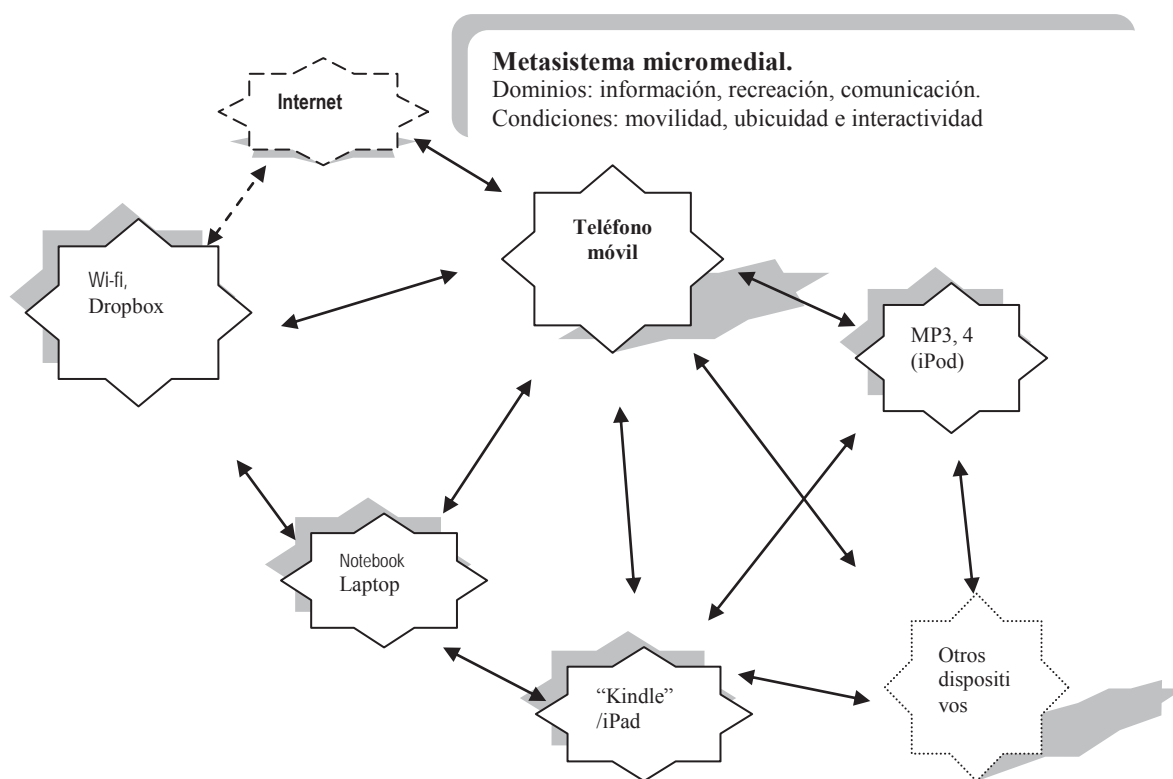 Metasistema micromedial.
Dominios: información, recreación, comunicación.
Condiciones: movilidad, ubicuidad e interactividad
Internet
Teléfono
móvil
Wi-fi,
Dropbox
MP3, 4
(iPod)
Notebook
Laptop
“Kindle”
/iPad
Otros
dispositi
vos